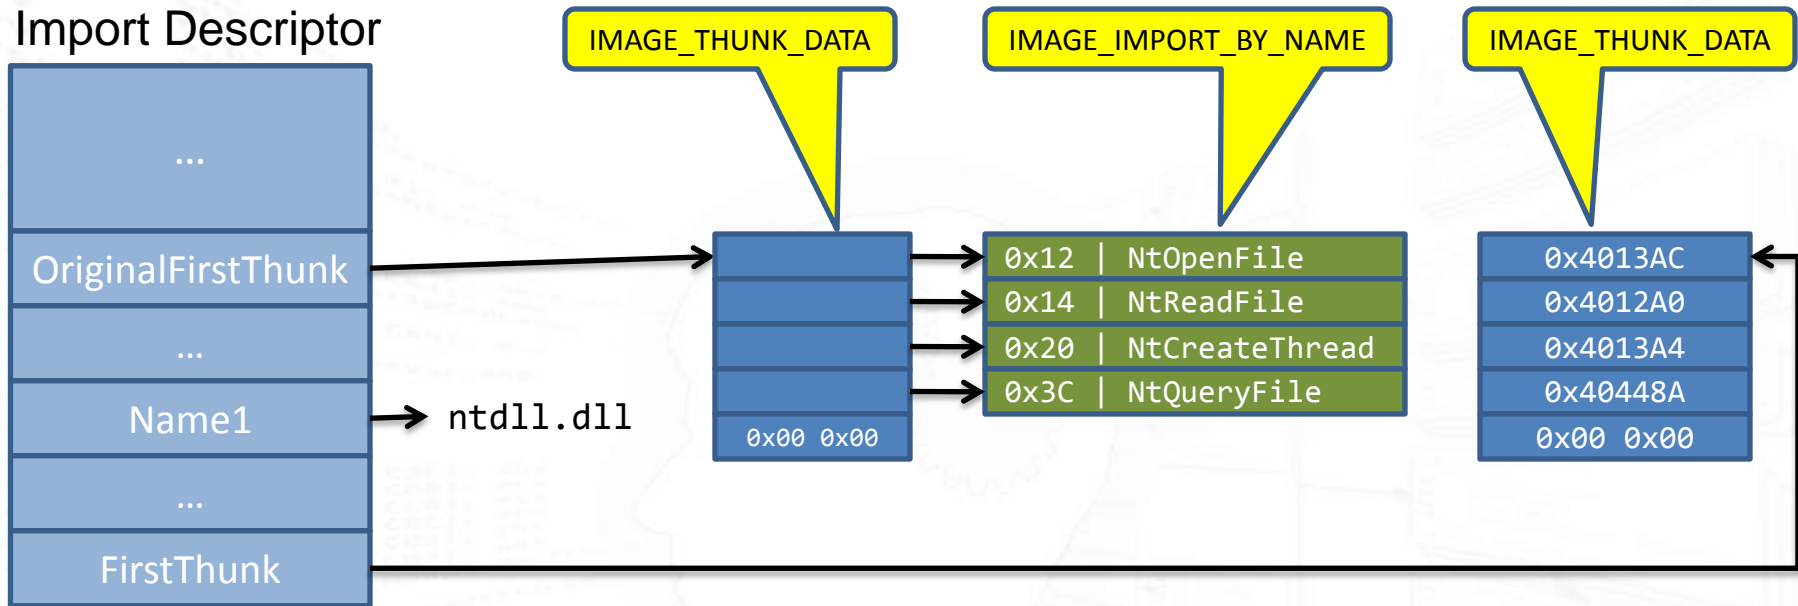 Import Descriptor
IMAGE_THUNK_DATA
IMAGE_IMPORT_BY_NAME
IMAGE_THUNK_DATA
...
OriginalFirstThunk
...
Name1
ntdll.dll
...
FirstThunk
0x00 0x00
0x12 | NtOpenFile
0x14 | NtReadFile
0x20 | NtCreateThread
0x3C | NtQueryFile
0x4013AC
0x4012A0
0x4013A4
0x40448A
0x00 0x00